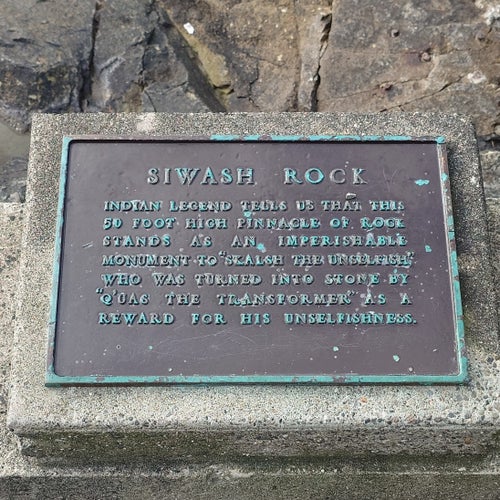 SIWASH ROCK
INDIAN LEGEND TELLS US THAT THIS
50 FOOT HIGH PINNACLE OF ROCK
STANDS AS AN IMPERISHABLE
MONUMENT TO "SKALSH THE UNSELFISH",
WHO WAS TURNED INTO STONE BY
"Q'UAS THE TRANSFORMER" AS A
REWARD FOR HIS UNSELFISHNESS.